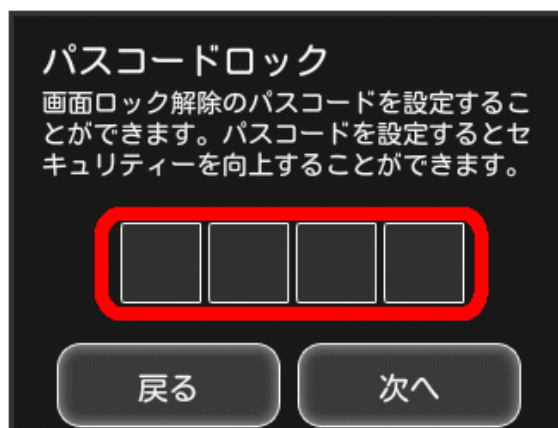 パスコードロック
画面ロック解除のパスコードを設定するこ
とができます。パスコードを設定するとセ
キュリティーを向上することができます。
戻る
次へ